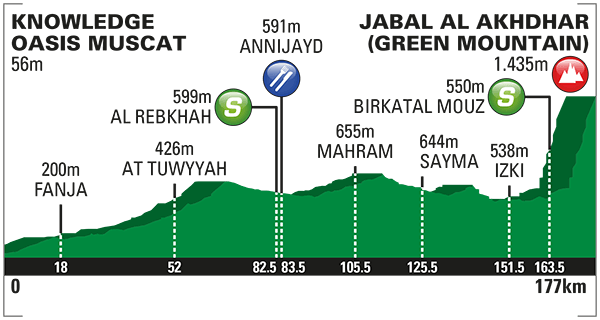 KNOWLEDGE
OASIS MUSCAT
56m
591m
ANNIJAYD
JABAL AL AKHDHAR
(GREEN MOUNTAIN)
1.435m
599m
AL REBKHAH
S
550m
BIRKATAL MOUZ
S
426m
AT TUWYYAH
655m
MAHRAM
644m
SAYMA
538m
IZKI
200m
FANJA
18 52 82.5 83.5 105.5 125.5 151.5 163.5
0 177km